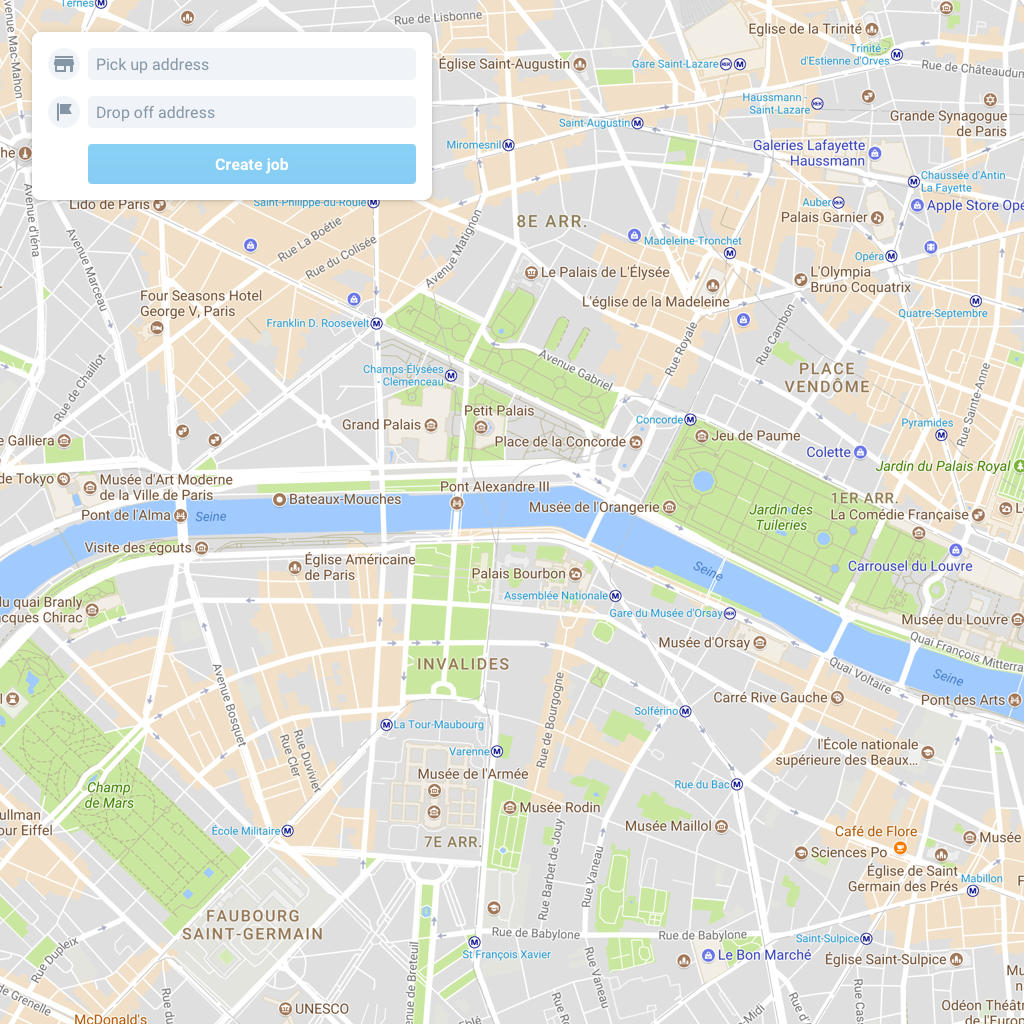 Ternes
Rue de Lisbonne
Eglise de la Trinité
Avenue Mac-Mahon
Pick up address
Église Saint-Augustin
Gare Saint-Lazare
Trinité -
d'Estienne d'Orves
Rue de Châteaudun
Haussmann -
Saint-Lazare
Drop off address
Grande Synagogue
de Paris
Saint-Augustin
Miromesnil
Galeries Lafayette
Haussmann
he
Create job
Chaussée d'Antin
La Fayette
Lido de Paris
Saint-Philippe-du-Roule
Auber
Apple Store Opé
Palais Garnier
8E ARR.
Avenue d'Iéna
Avenue Marceau
Rue La Boétie
Rue du Colisée
Avenue Matignon
Madeleine-Tronchet
Opéra
Le Palais de L'Élysée
L'Olympia
Bruno Coquatrix
Four Seasons Hotel
George V, Paris
L'église de la Madeleine
Quatre-Septembre
Franklin D. Roosevelt
Rue Royale
Rue Cambon
Avenue Gabriel
Rue de Chaillot
Champs-Élysées
- Clemenceau
PLACE
VENDÔME
Rue Sainte-Anne
Petit Palais
Grand Palais
Concorde
Pyramides
e Galliera
Place de la Concorde
Jeu de Paume
Colette
Jardin du Palais Royal
de Tokyo
Musée d'Art Moderne
de la Ville de Paris
Pont Alexandre III
Bateaux-Mouches
1ER ARR.
Pont de l'Alma
Seine
Musée de l'Orangerie
Jardin des
Tuileries
La Comédie Française
L
Visite des égouts
Église Américaine
de Paris
Palais Bourbon
Seine
Carrousel du Louvre
Assemblée Nationale
du quai Branly
acques Chirac
Gare du Musée d'Orsay
Musée du Louvre
Musée d'Orsay
Quai François Mitterra
INVALIDES
Quai Voltaire
Seine
Avenue Bosquet
Rue de Bourgogne
l
Carré Rive Gauche
Pont des Arts
Solférino
La Tour-Maubourg
Varenne
Rue Cler
Rue Duvivier
l'École nationale
supérieure des Beaux...
Musée de l'Armée
Rue du Bac
Champ
de Mars
Musée Rodin
ullman
our Eiffel
École Militaire
Musée Maillol
Café de Flore
Musée
7E ARR.
Rue Barbet de Jouy
Rue Vaneau
Sciences Po
Église de Saint
Germain des Prés
Mabillon
F
FAUBOURG
SAINT-GERMAIN
Rue de Babylone
Rue de Babylone
Saint-Sulpice
Rue Dupleix
St François Xavier
Le Bon Marché
Église Saint-Sulpice
Rue Vaneau
Avenue de Breteuil
de Grenelle
Rue du
UNESCO
-Midi
Rue d'
Rue Cas
Mu
n
McDonald's
Eblé
Odéon Théâtr
de l'Europ